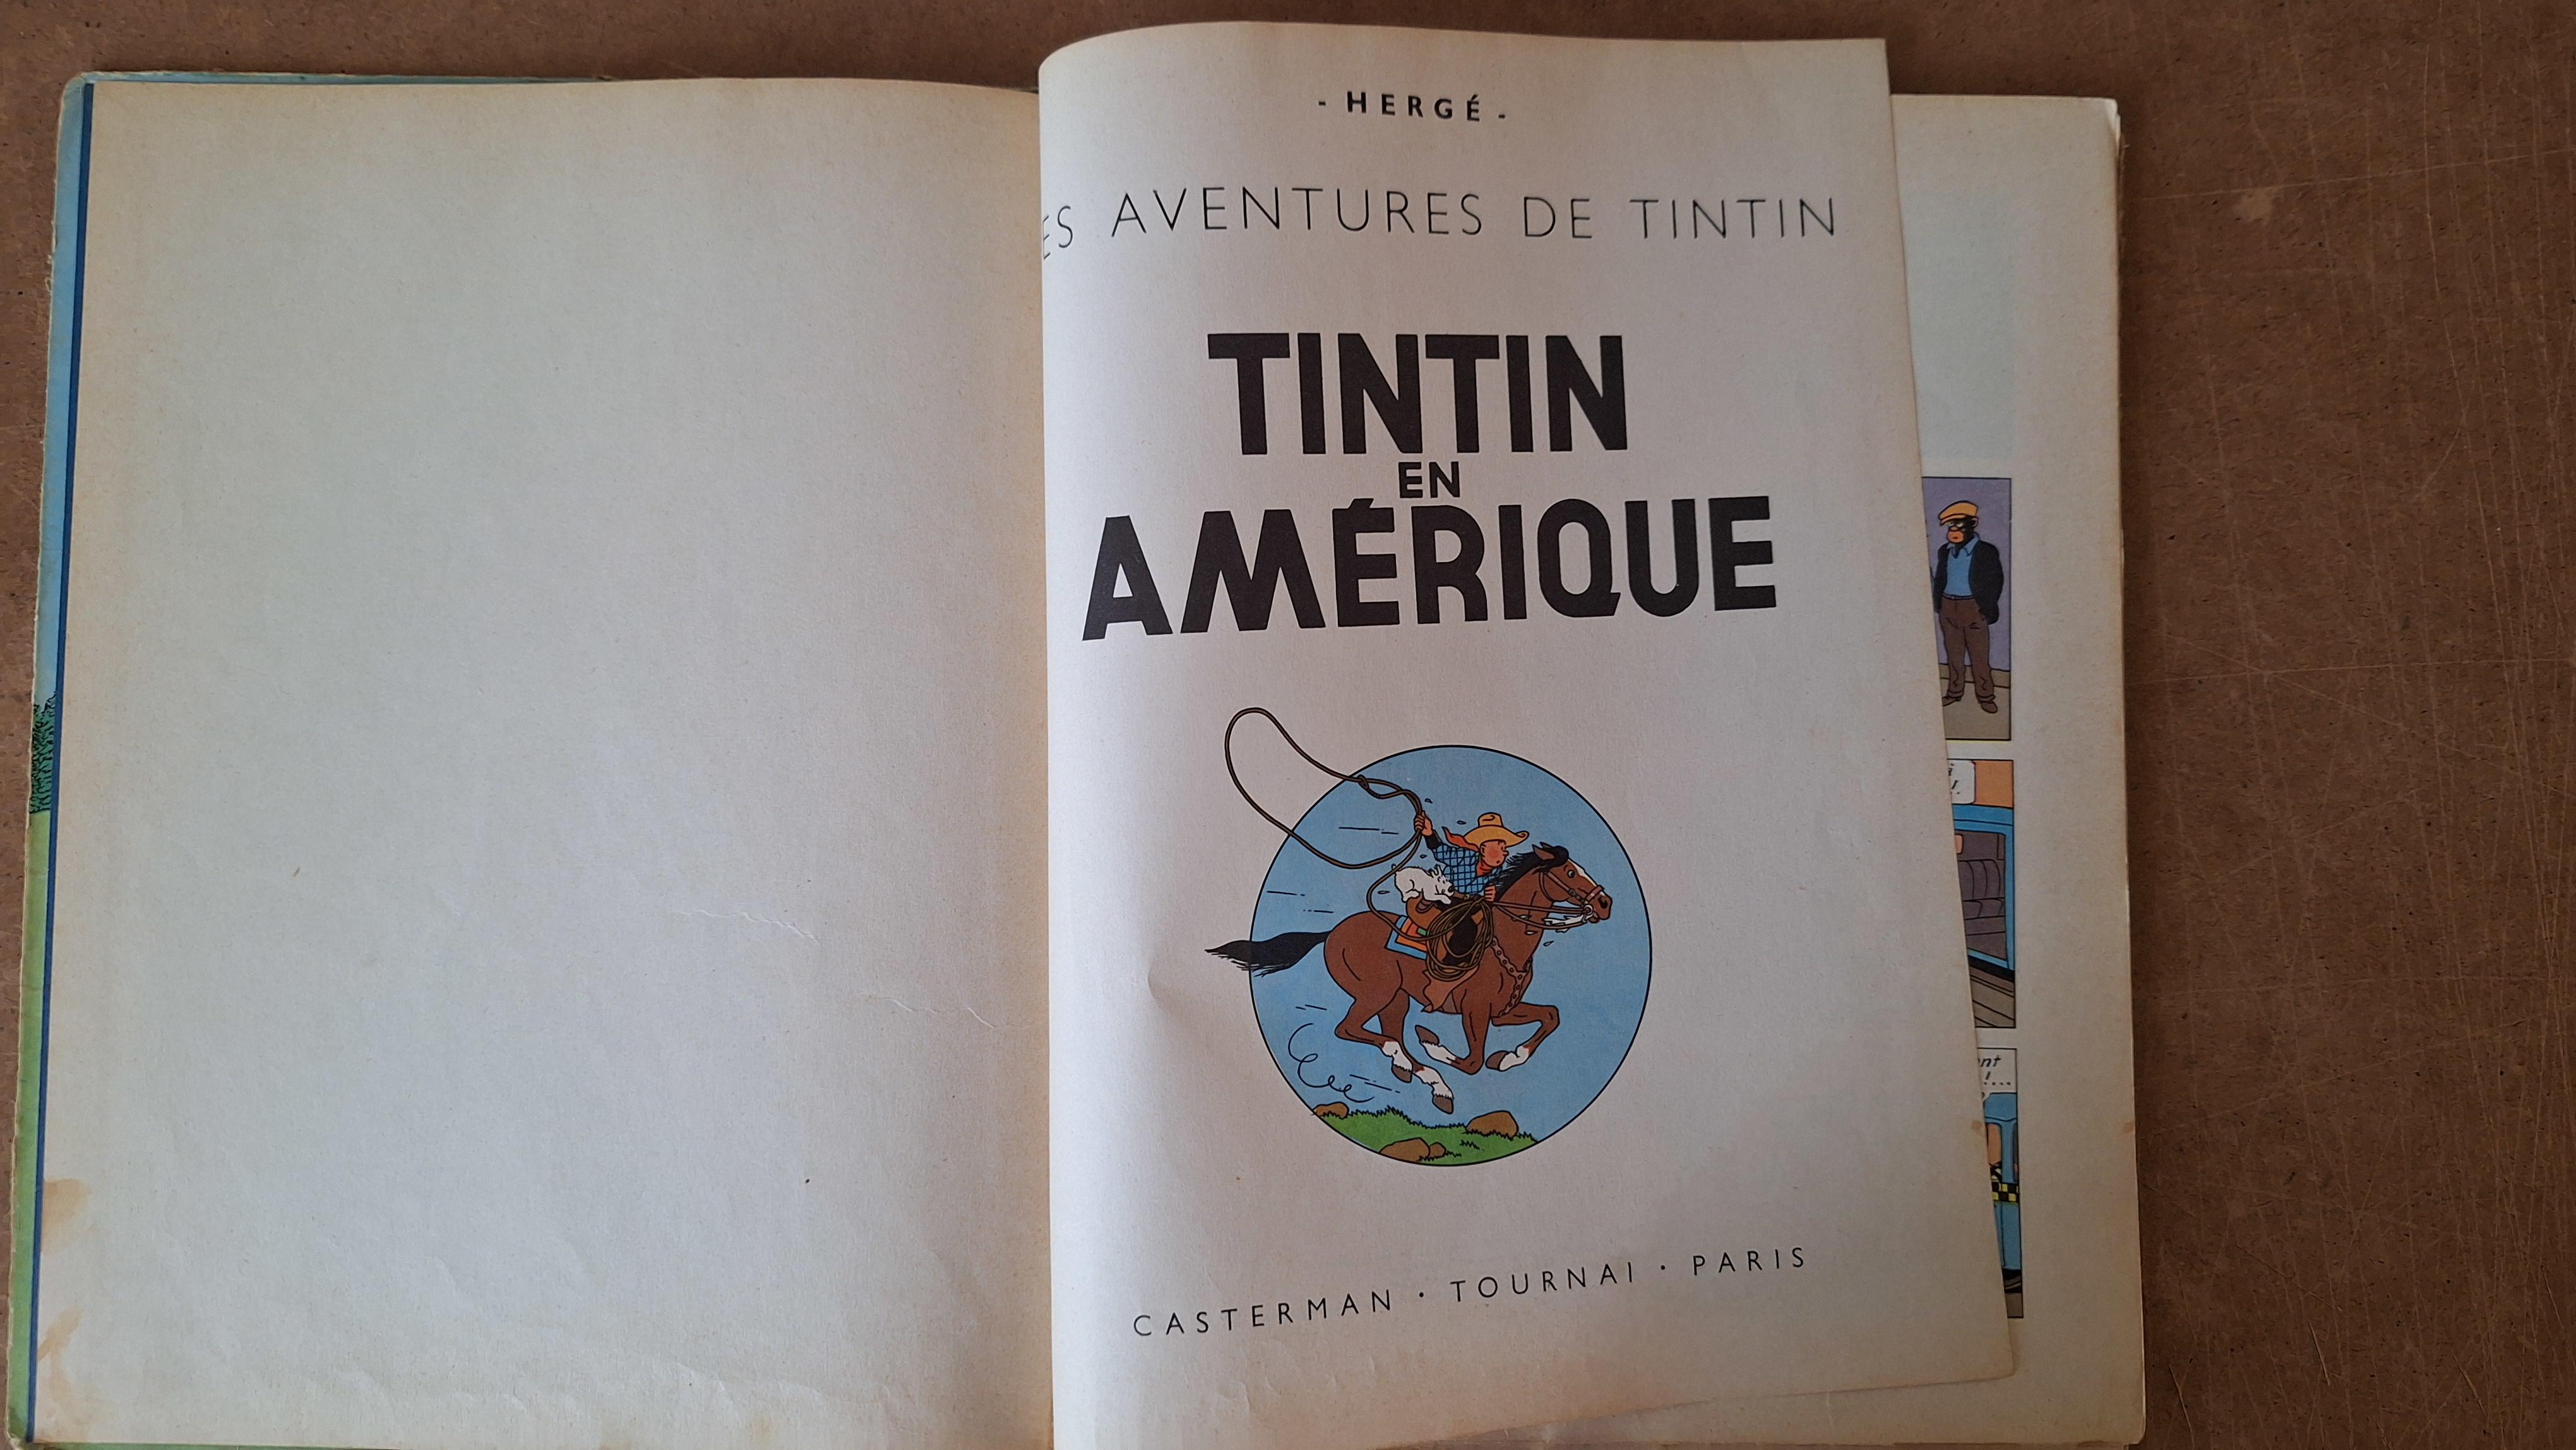 - HERGÉ -
ES AVENTURES DE TINTIN
TINTIN
EN
AMÉRIQUE
CASTERMAN · TOURNAI · PARIS